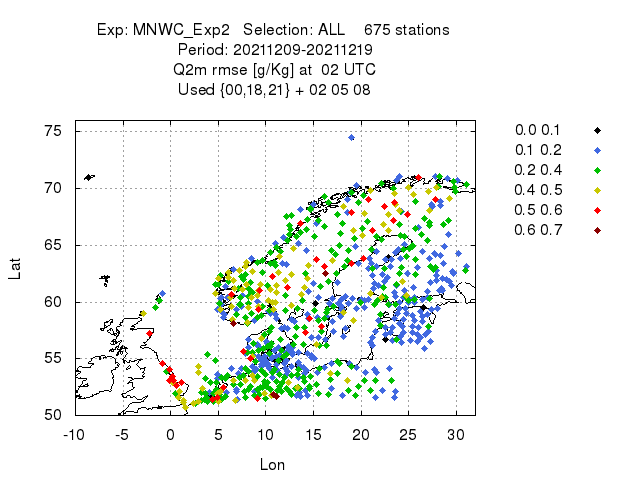 Exp: MNWC_Exp2 Selection: ALL 675 stations
Period: 20211209-20211219
Q2m rmse [g/Kg] at 02 UTC
Used {00,18,21} + 02 05 08
75
70
65
60
55
50
Lat
-10 -5 0 5 10 15 20 25 30
Lon
0.0 0.1
0.1 0.2
0.2 0.4
0.4 0.5
0.5 0.6
0.6 0.7